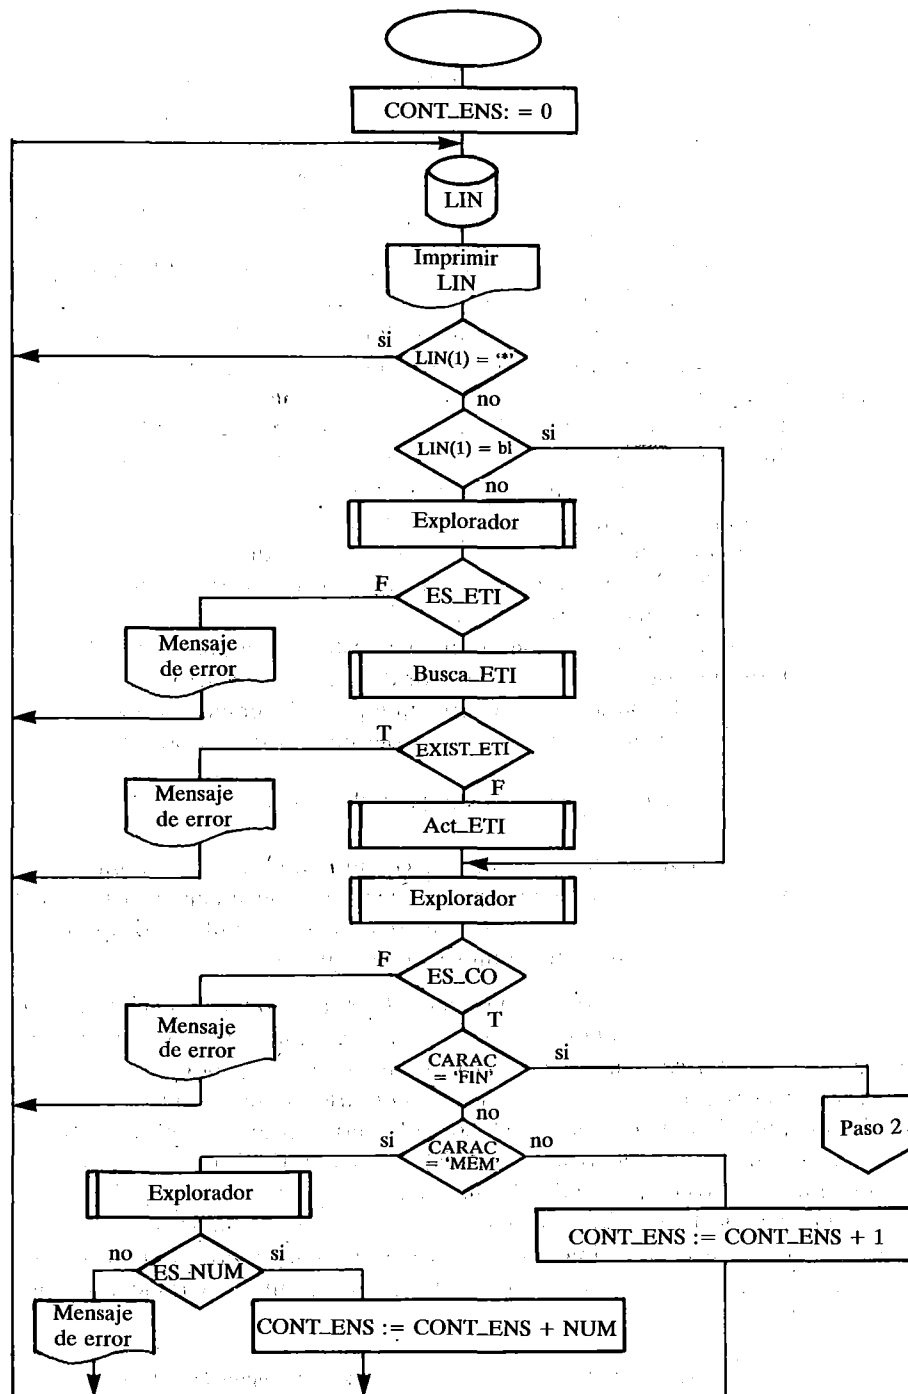 CONT_ENS: = 0
LIN
Imprimir
LIN
si
LIN(1) = '*'
no
LIN(1) = bl
si
no
Explorador
F
ES_ETI
Mensaje
de error
Busca_ETI
T
EXIST_ETI
F
Mensaje
de error
Act_ETI
Explorador
F
ES_CO
T
Mensaje
de error
CARAC
= 'FIN'
si
no
Paso 2
si
CARAC
= 'MEM'
no
Explorador
CONT_ENS := CONT_ENS + 1
no
ES_NUM
si
Mensaje
de error
CONT_ENS := CONT_ENS + NUM